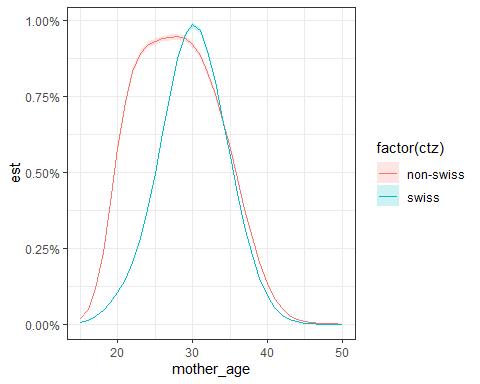 1.00%
0.75%
0.50%
0.25%
0.00%
est
20
30
40
50
mother_age
factor(ctz)
non-swiss
swiss